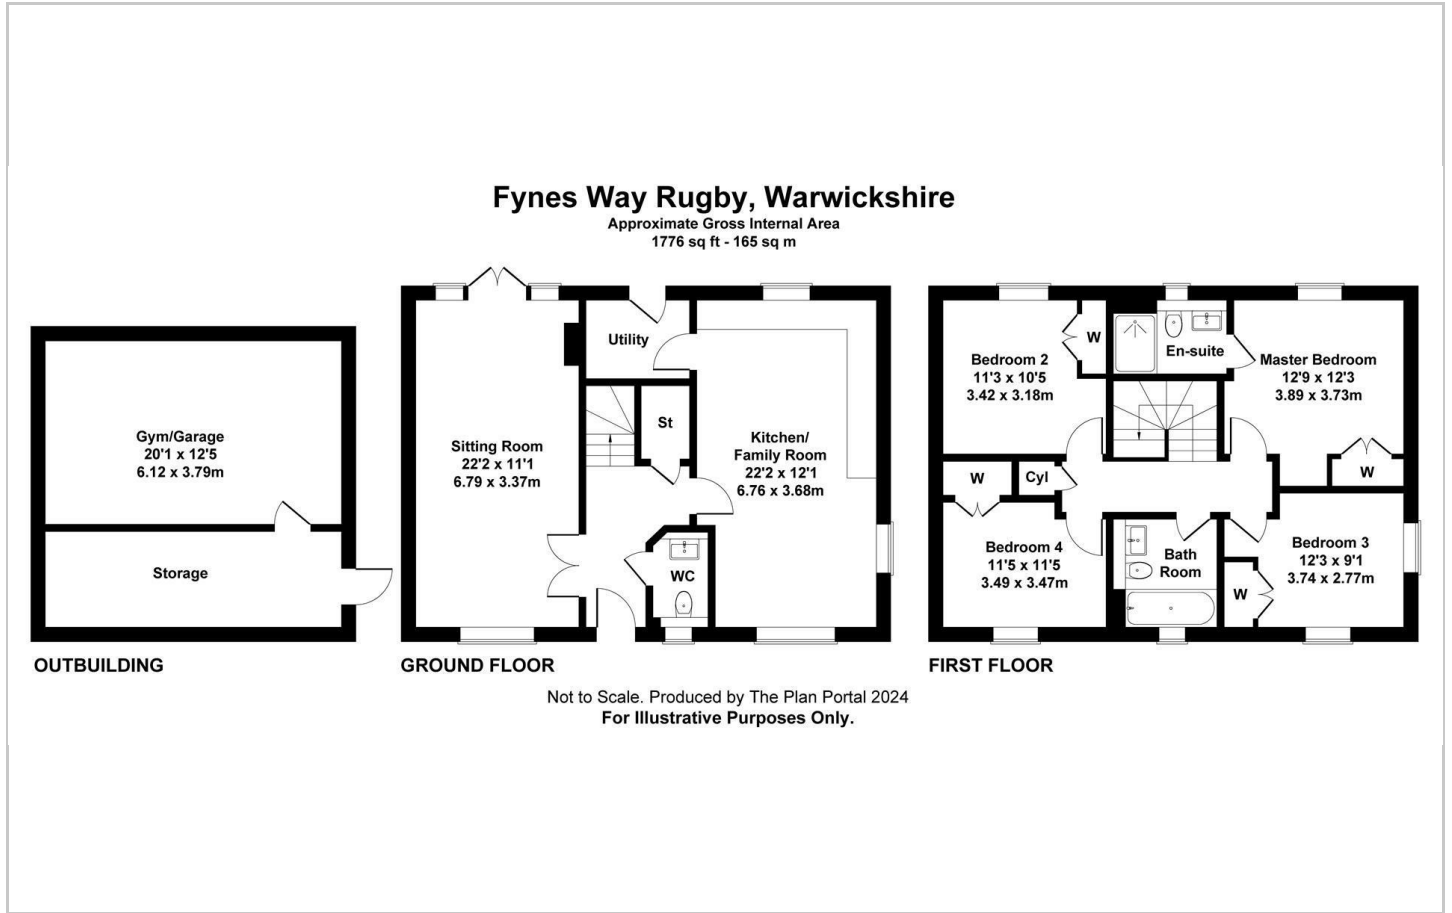 Fynes Way Rugby, Warwickshire
Approximate Gross Internal Area
1776 sq ft - 165 sq m
Gym/Garage
20'1 x 12'5
6.12 x 3.79m
Storage
OUTBUILDING
Sitting Room
22'2 x 11'1
6.79 x 3.37m
Utility
St
Kitchen/
Family Room
22'2 x 12'1
6.76 x 3.68m
WC
GROUND FLOOR
Bedroom 2
11'3 x 10'5
3.42 x 3.18m
W
En-suite
Master Bedroom
12'9 x 12'3
3.89 x 3.73m
W
W
Cyl
Bedroom 4
11'5 x 11'5
3.49 x 3.47m
Bath
Room
W
Bedroom 3
12'3 x 9'1
3.74 x 2.77m
FIRST FLOOR
Not to Scale. Produced by The Plan Portal 2024
For Illustrative Purposes Only.